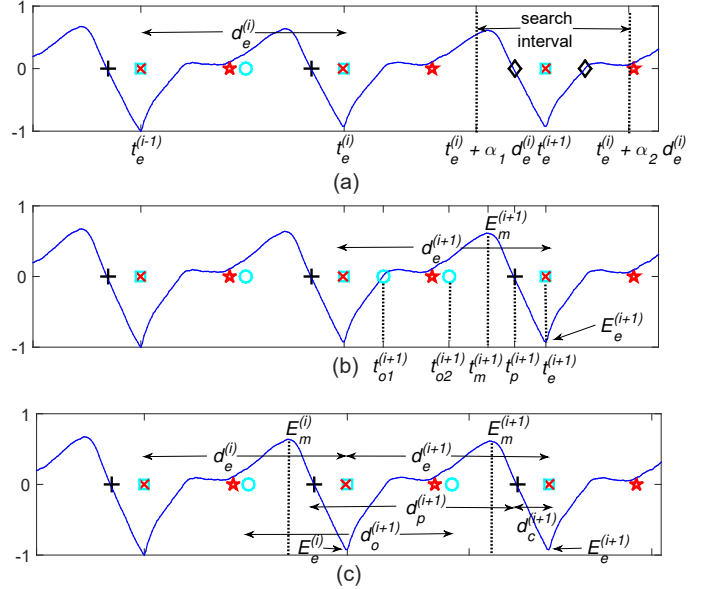 1
d_e^(i)
search
interval
0
-1
t_e^(i-1)
t_e^(i)
t_e^(i) + α_1 d_e^(i)
t_e^(i+1)
t_e^(i) + α_2 d_e^(i)
(a)
1
E_m^(i+1)
d_e^(i+1)
0
E_e^(i+1)
-1
t_o1^(i+1)
t_o2^(i+1)
t_m^(i+1)
t_p^(i+1)
t_e^(i+1)
(b)
1
E_m^(i)
E_m^(i+1)
d_e^(i)
d_e^(i+1)
0
d_p^(i+1)
d_c^(i+1)
d_o^(i+1)
E_e^(i)
E_e^(i+1)
-1
(c)